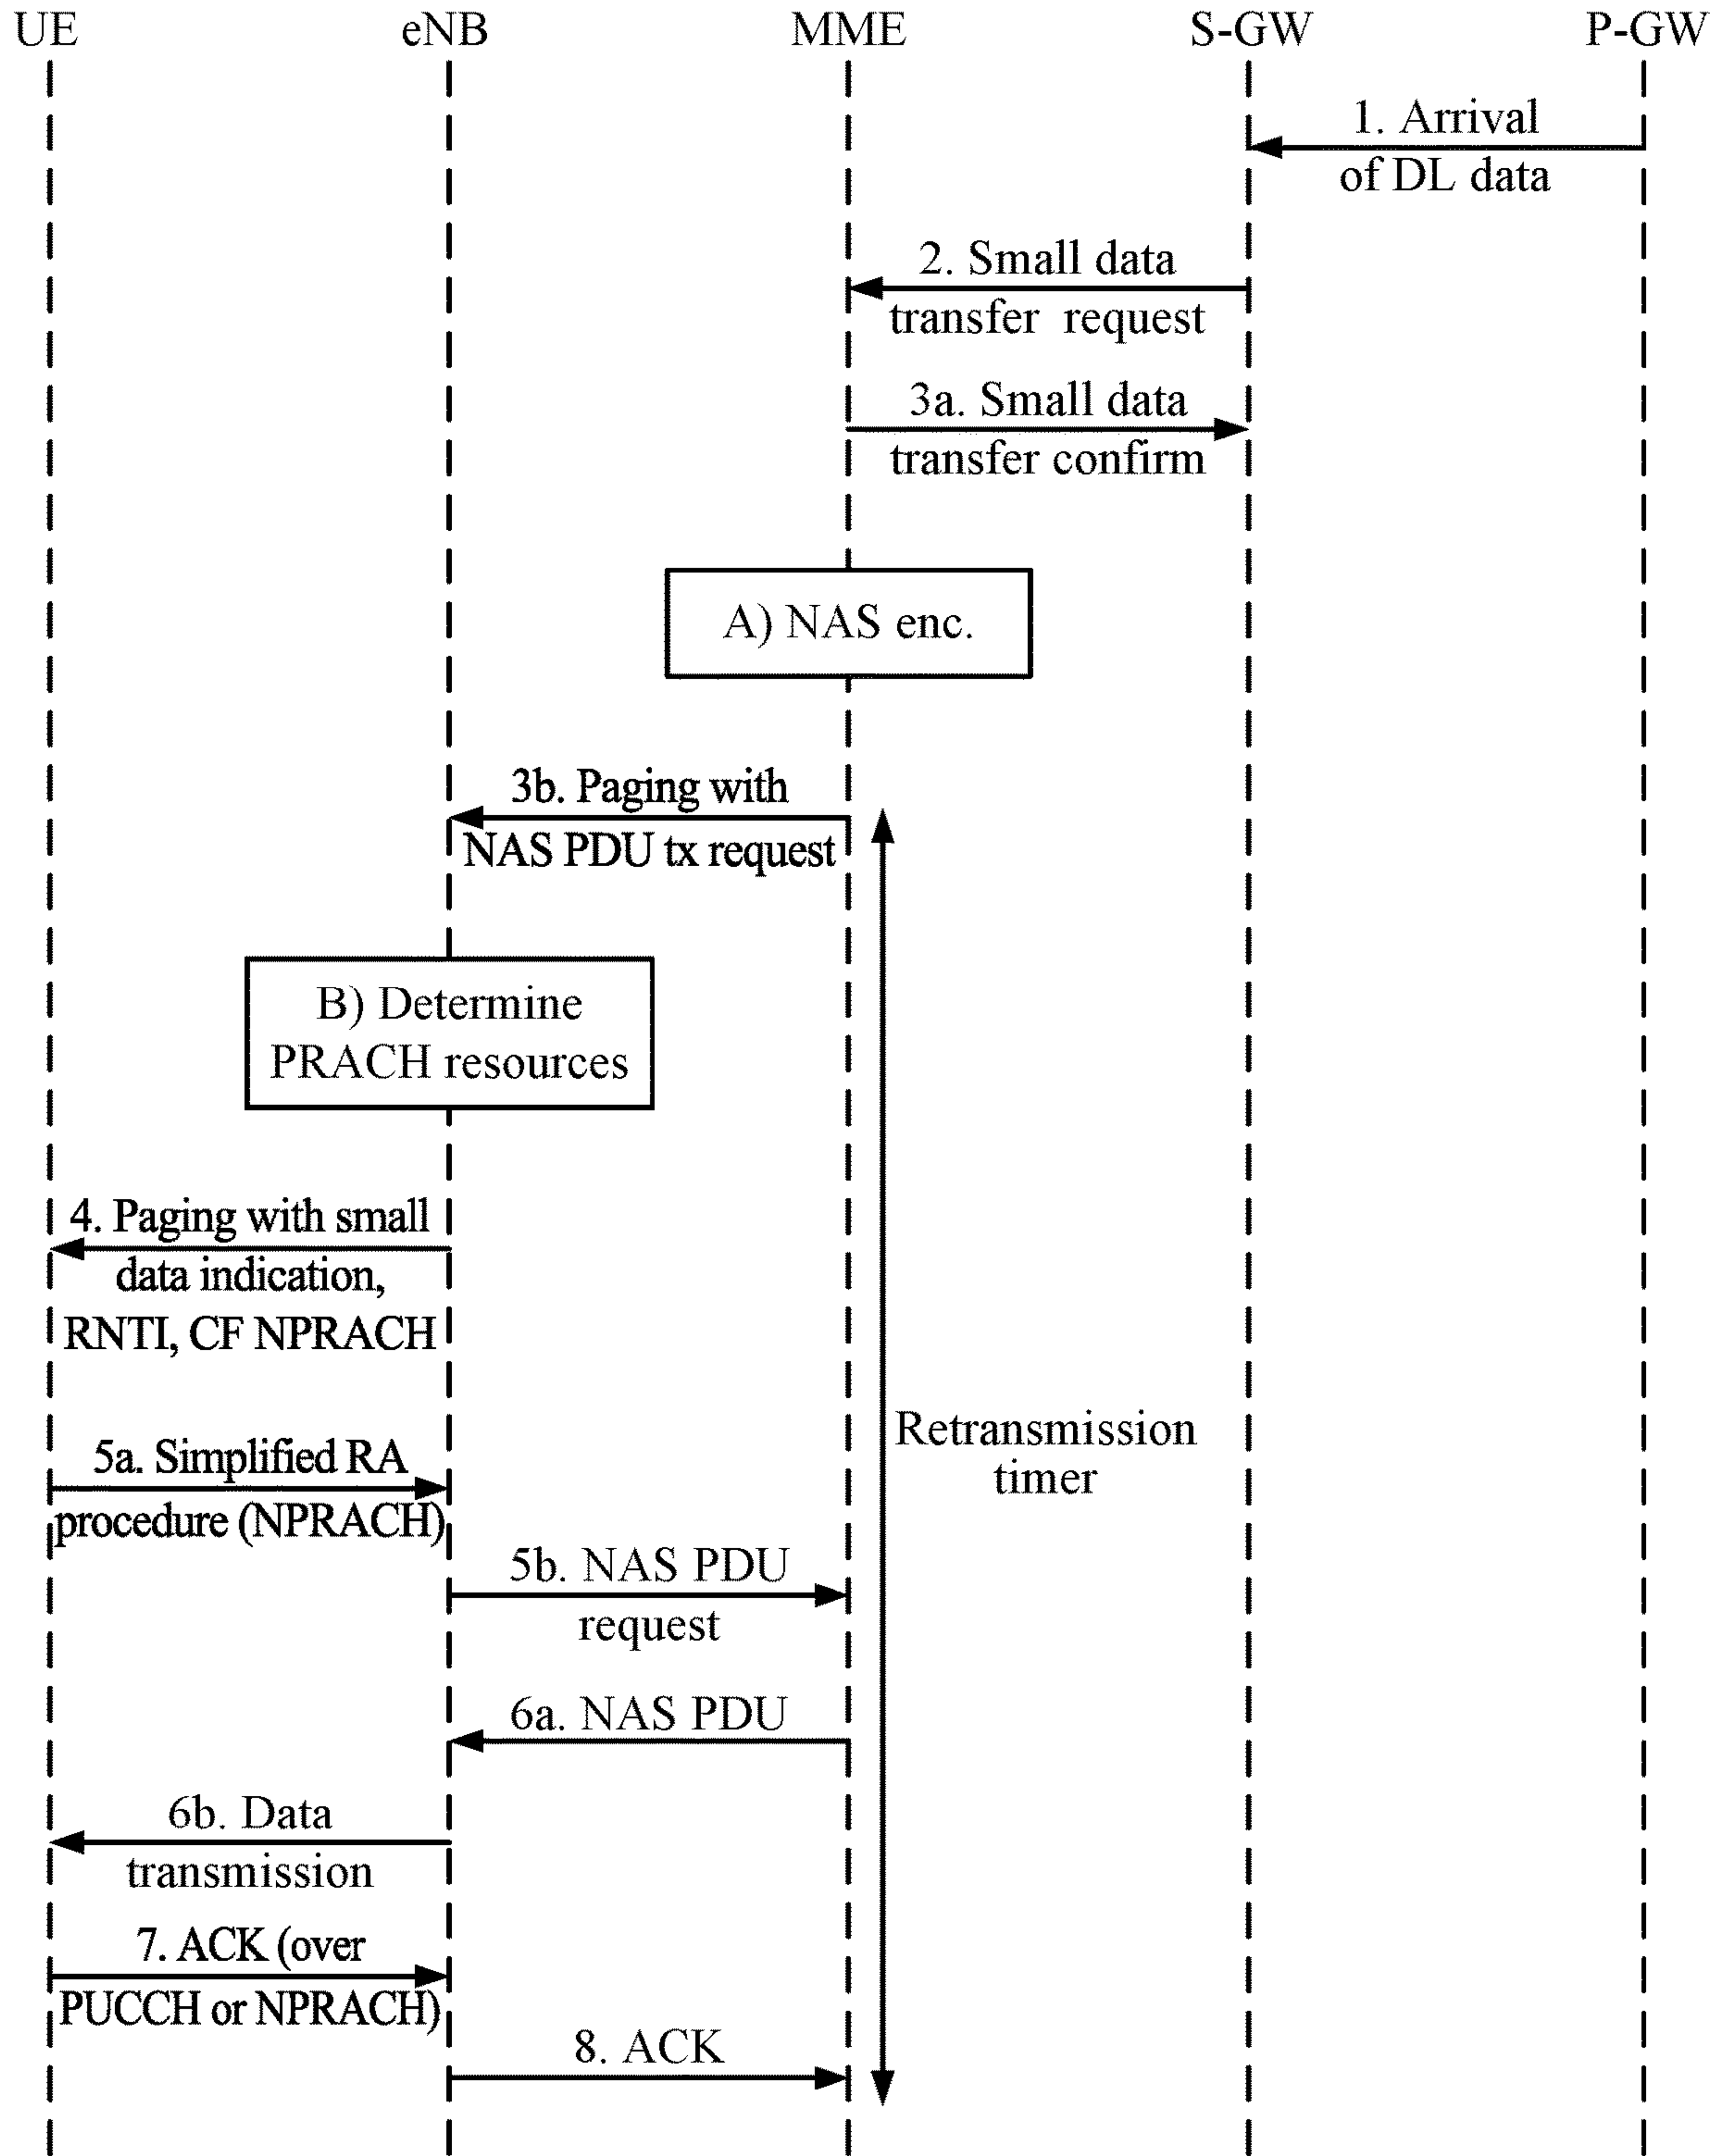 UE eNB MME S-GW P-GW
1. Arrival
of DL data
2. Small data
transfer request
3a. Small data
transfer confirm
A) NAS enc.
3b. Paging with
NAS PDU tx request
B) Determine
PRACH resources
4. Paging with small
data indication,
RNTI, CF NPRACH
Retransmission
timer
5a. Simplified RA
procedure (NPRACH)
5b. NAS PDU
request
6a. NAS PDU
6b. Data
transmission
7. ACK (over
PUCCH or NPRACH)
8. ACK